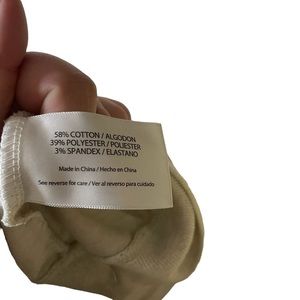 58% COTTON / ALGODON
39% POLYESTER / POLIESTER
3% SPANDEX / ELASTANO
Made in China / Hecho en China
See reverse for care / Ver al reverso para cuidado